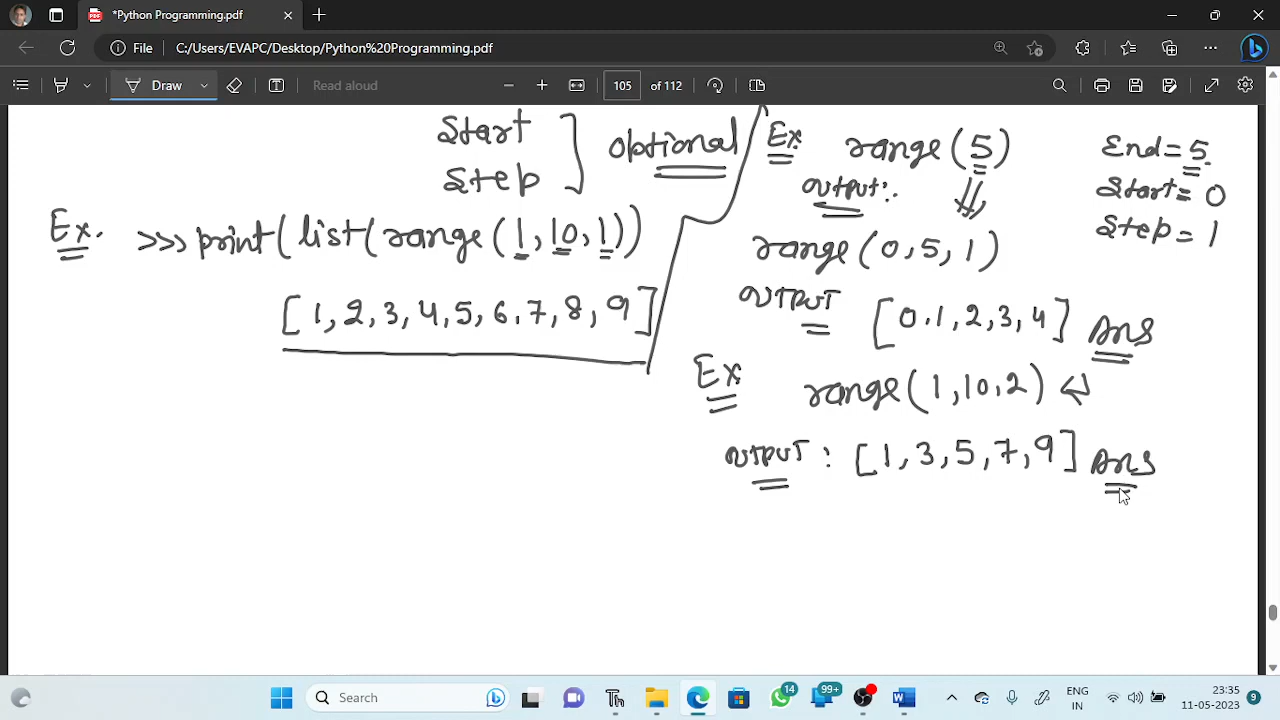 *Python Programming.pdf
File
C:/Users/EVAPC/Desktop/Python%20Programming.pdf
Draw
Read aloud
105
of 112
Start
Step
optional
Ex. >>> print(list(range(1,10,1))
[1,2,3,4,5,6.7,8,9]
Ex. range(5)
End=5.
Start=0
Step=1
output:.
range(0,5,1)
output
[0.1,2,3,4] Ans
Ex. range(1,10.2)
output: [1,3,5,7,9] Ans
Search
14
99+
ENG
IN
23:35
11-05-2023
9